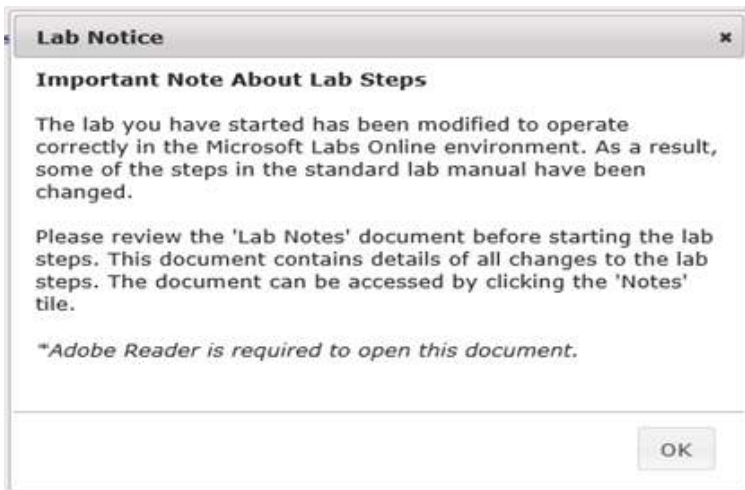 Lab Notice
Important Note About Lab Steps
The lab you have started has been modified to operate
correctly in the Microsoft Labs Online environment. As a result,
some of the steps in the standard lab manual have been
changed.
Please review the 'Lab Notes' document before starting the lab
steps. This document contains details of all changes to the lab
steps. The document can be accessed by clicking the 'Notes'
tile.
*Adobe Reader is required to open this document.
OK